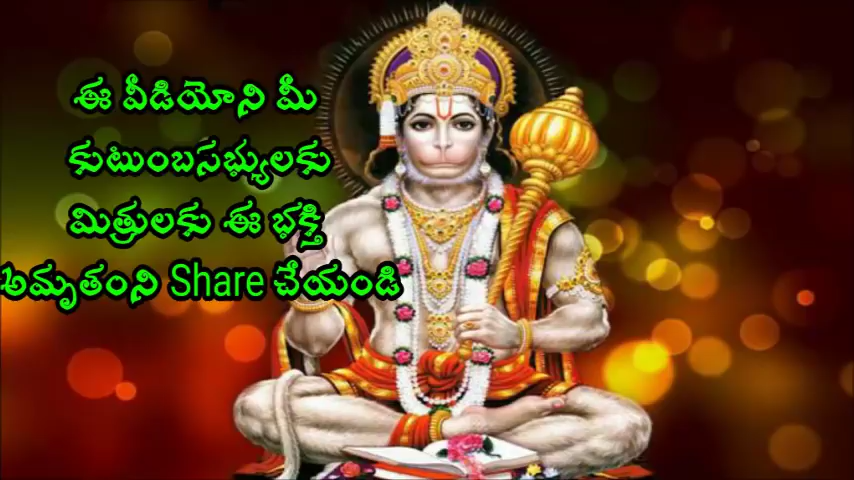 ఈ వీడియోని మీ
కుటుంబసభ్యులకు
మిత్రులకు ఈ భక్తి
అమృతంని Share చేయండి